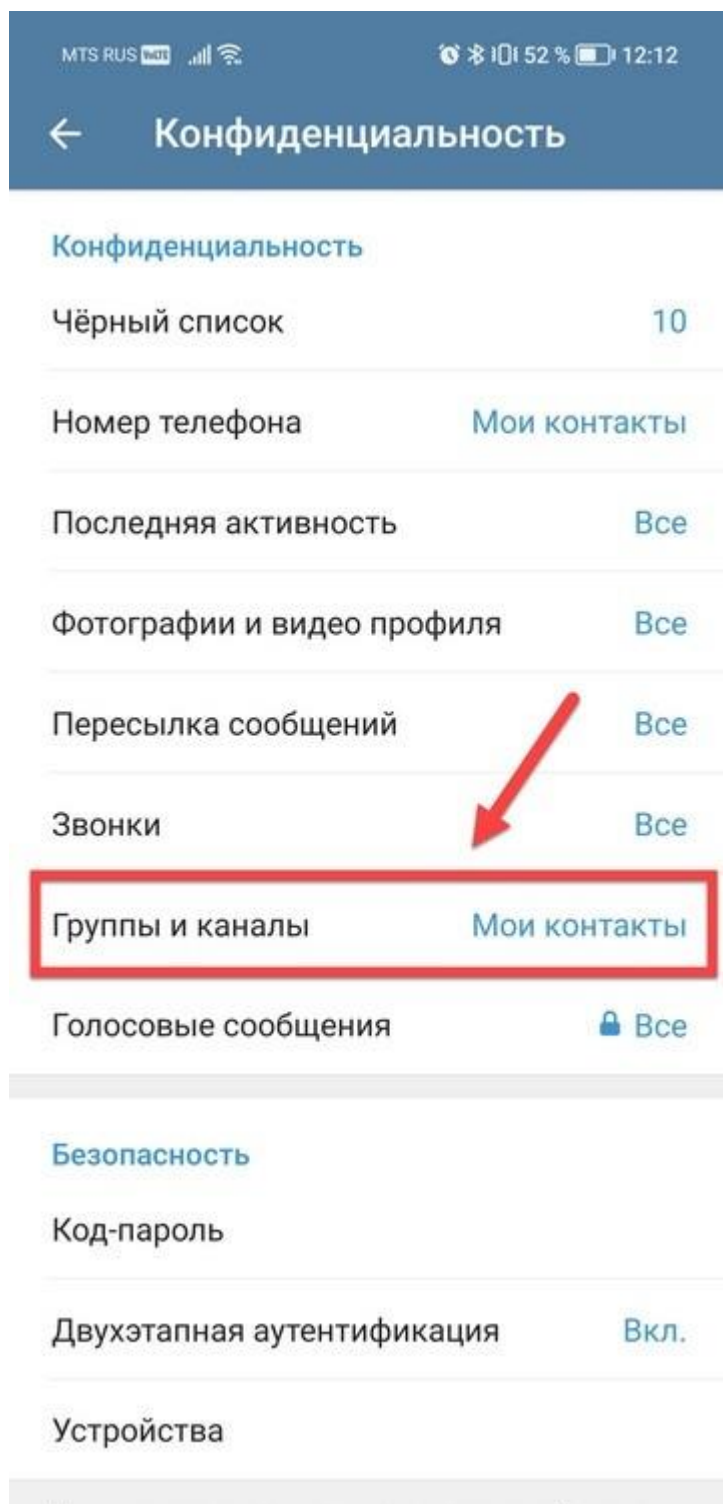 MTS RUS VoLTE 52 % 12:12
Конфиденциальность
Конфиденциальность
Чёрный список 10
Номер телефона Мои контакты
Последняя активность Все
Фотографии и видео профиля Все
Пересылка сообщений Все
Звонки Все
Группы и каналы Мои контакты
Голосовые сообщения Все
Безопасность
Код-пароль
Двухэтапная аутентификация Вкл.
Устройства